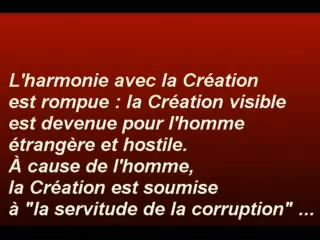 L'harmonie avec la Création
est rompue : la Création visible
est devenue pour l'homme
étrangère et hostile.
À cause de l'homme,
la Création est soumise
à "la servitude de la corruption" ...